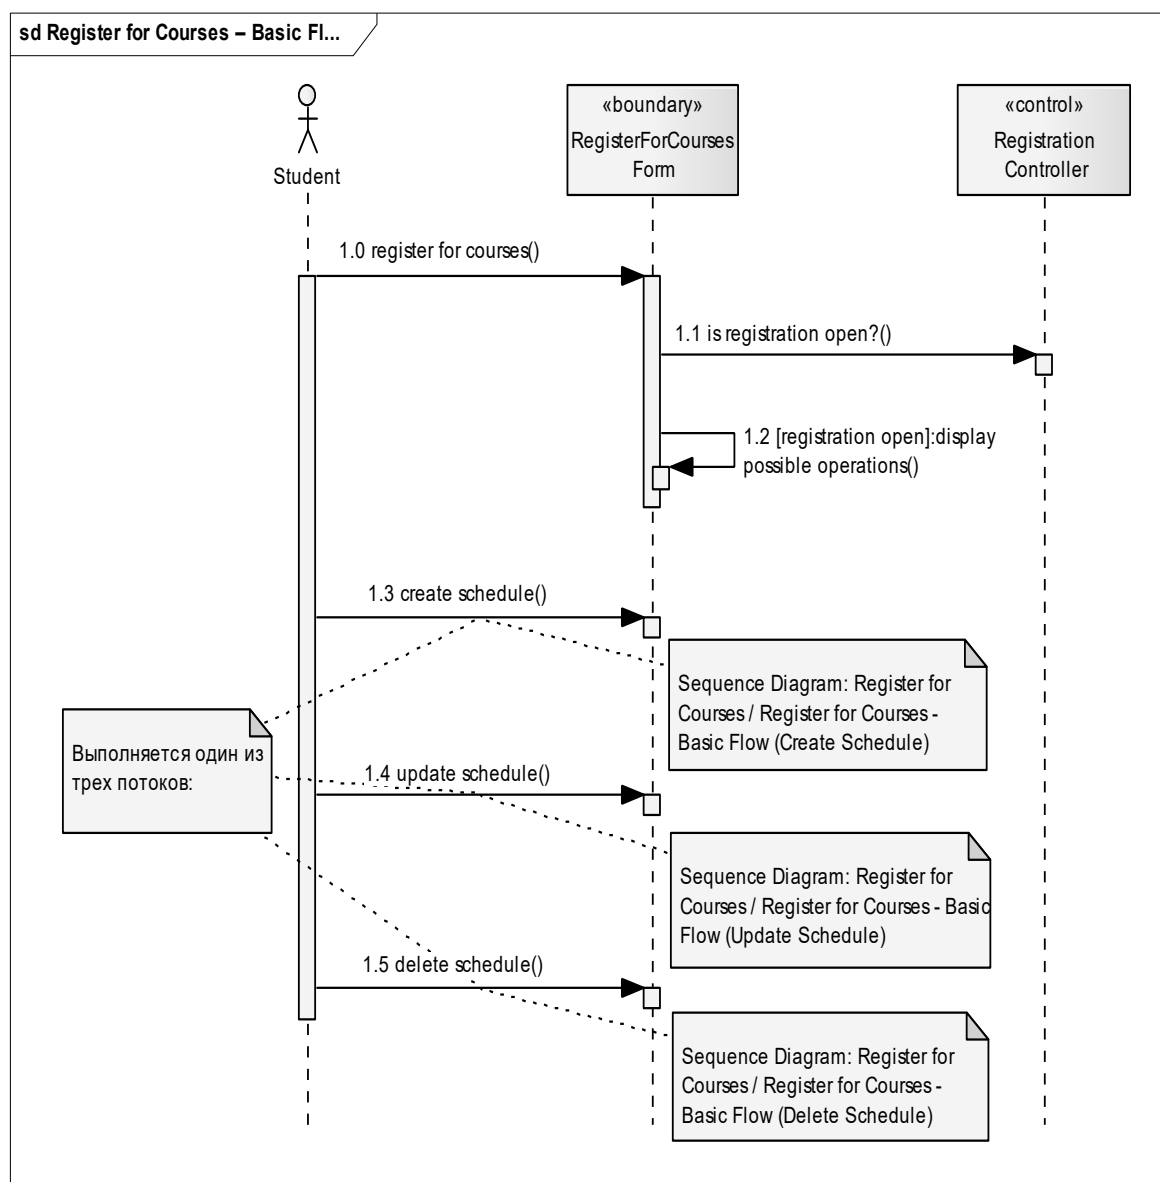 sd Register for Courses – Basic Fl...
«boundary»
RegisterForCourses
Form
«control»
Registration
Controller
Student
1.0 register for courses()
1.1 is registration open?()
1.2 [registration open]:display
possible operations()
1.3 create schedule()
Sequence Diagram: Register for
Courses / Register for Courses -
Basic Flow (Create Schedule)
Выполняется один из
трех потоков:
1.4 update schedule()
Sequence Diagram: Register for
Courses / Register for Courses - Basic
Flow (Update Schedule)
1.5 delete schedule()
Sequence Diagram: Register for
Courses / Register for Courses -
Basic Flow (Delete Schedule)